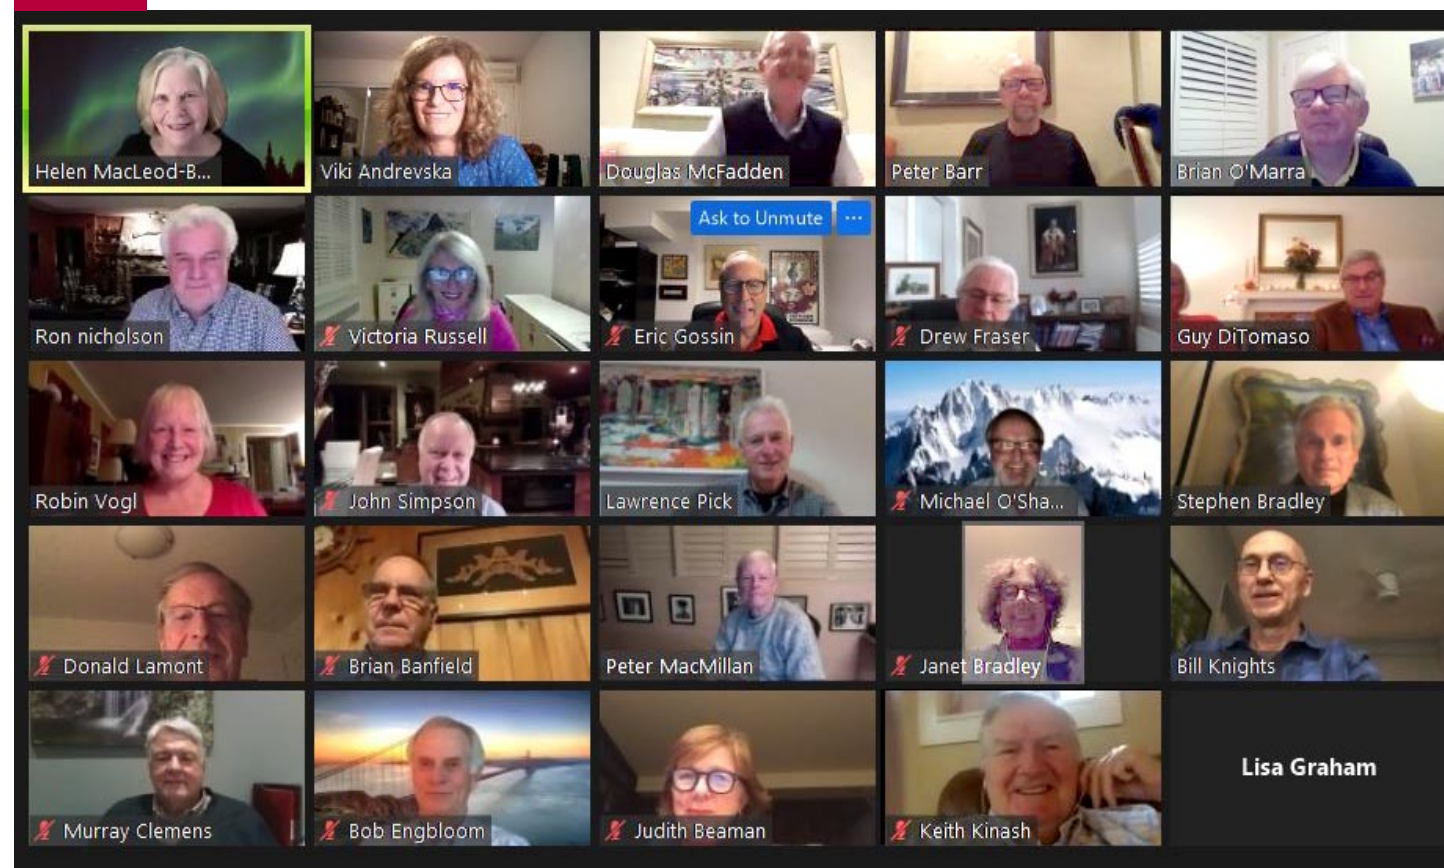 Helen MacLeod-B...
Viki Andrevska
Douglas McFadden
Peter Barr
Brian O'Marra
Ask to Unmute ...
Ron nicholson
Victoria Russell
Eric Gossin
Drew Fraser
Guy DiTomaso
Robin Vogl
John Simpson
Lawrence Pick
Michael O'Sha...
Stephen Bradley
Donald Lamont
Brian Banfield
Peter MacMillan
Janet Bradley
Bill Knights
Murray Clemens
Bob Engbloom
Judith Beaman
Keith Kinash
Lisa Graham